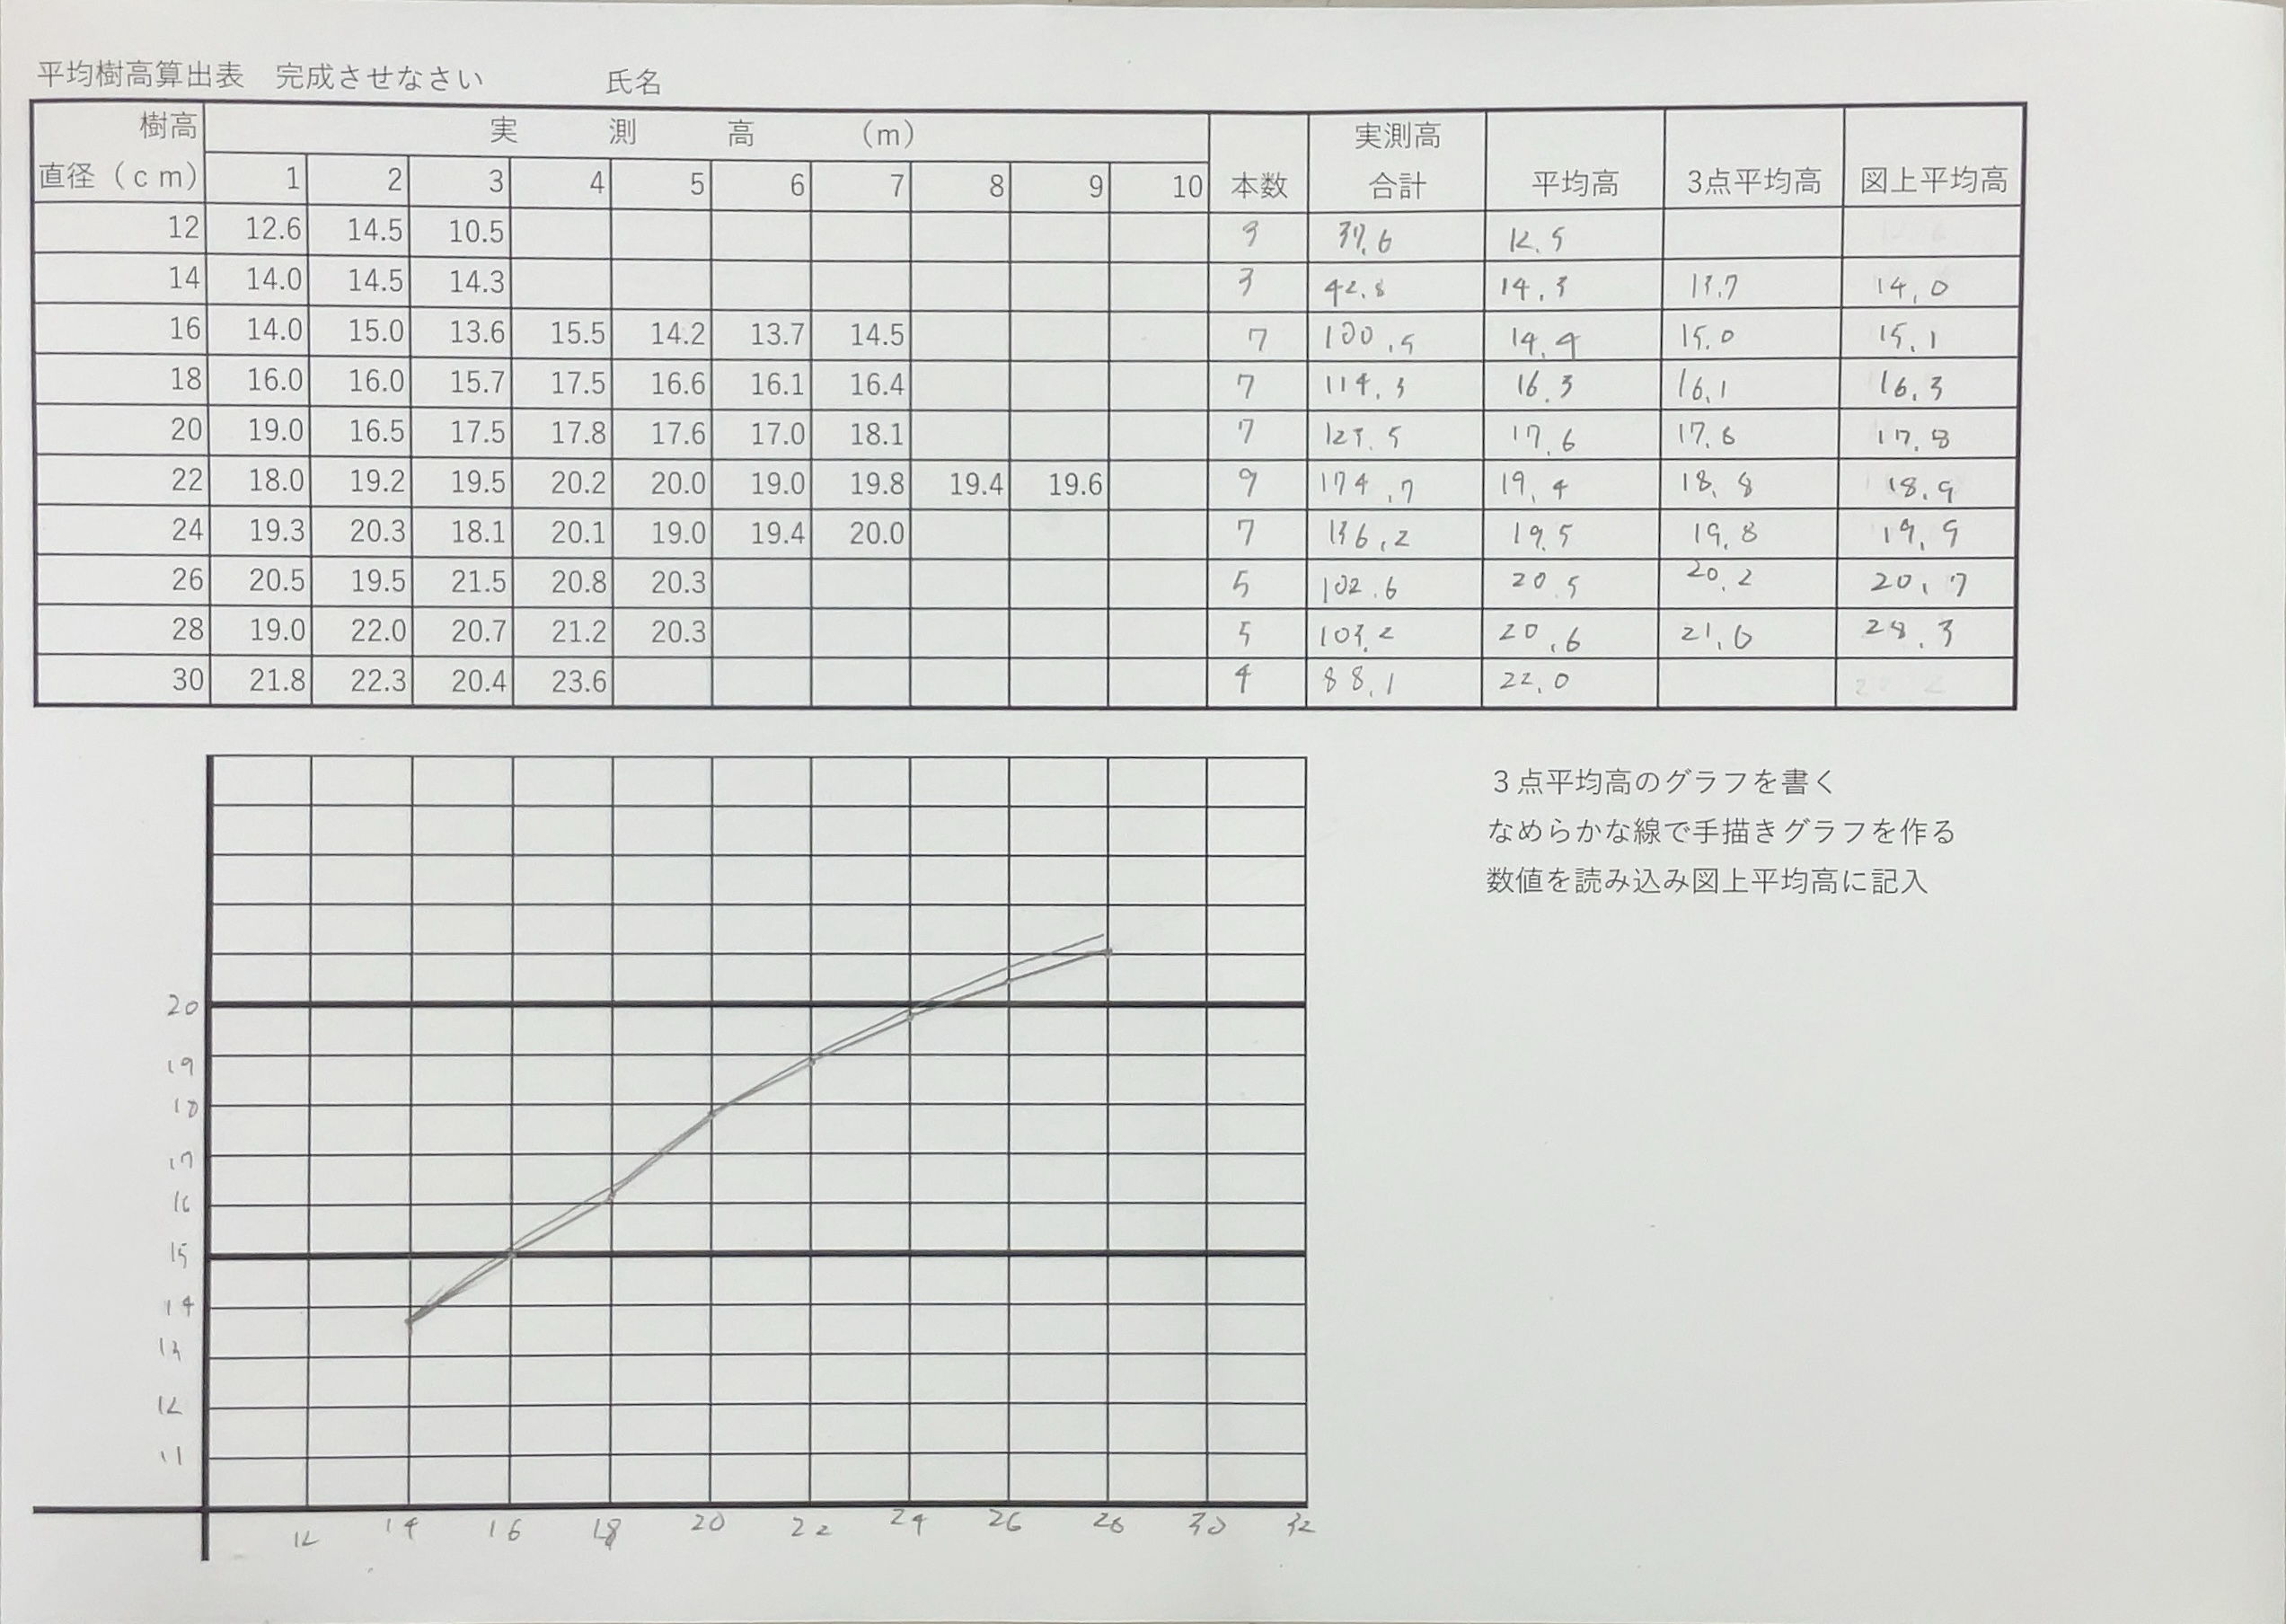 平均樹高算出表 完成させなさい 氏名
樹高 実測高 (m) 実測高
直径(cm) 1 2 3 4 5 6 7 8 9 10 本数 合計 平均高 3点平均高 図上平均高
12 12.6 14.5 10.5 3 37.6 12.5
14 14.0 14.5 14.3 3 42.8 14.3 13.7 14.0
16 14.0 15.0 13.6 15.5 14.2 13.7 14.5 7 100.5 14.4 15.0 15.1
18 16.0 16.0 15.7 17.5 16.6 16.1 16.4 7 114.3 16.3 16.1 16.3
20 19.0 16.5 17.5 17.8 17.6 17.0 18.1 7 123.5 17.6 17.8 17.8
22 18.0 19.2 19.5 20.2 20.0 19.0 19.8 19.4 19.6 9 174.7 19.4 18.8 18.9
24 19.3 20.3 18.1 20.1 19.0 19.4 20.0 7 136.2 19.5 19.8 19.9
26 20.5 19.5 21.5 20.8 20.3 5 102.6 20.5 20.2 20.7
28 19.0 22.0 20.7 21.2 20.3 5 103.2 20.6 21.0
30 21.8 22.3 20.4 23.6 4 88.1 22.0
3点平均高のグラフを書く
なめらかな線で手描きグラフを作る
数値を読み込み図上平均高に記入
20
19
18
17
16
15
14
13
12
11
12 14 16 18 20 22 24 26 28 30 32